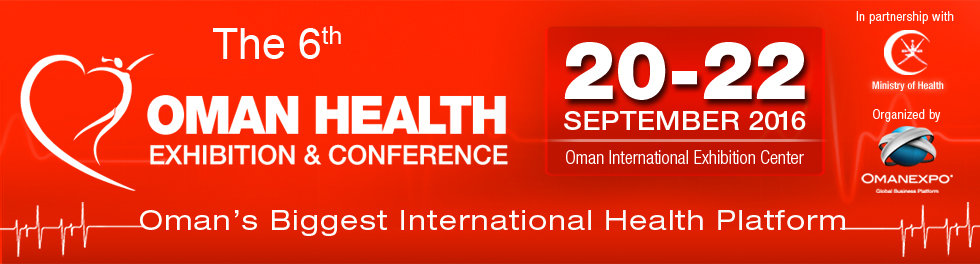 The 6th
OMAN HEALTH
EXHIBITION & CONFERENCE
20-22
SEPTEMBER 2016
Oman International Exhibition Center
In partnership with
Ministry of Health
Organized by
OMANEXPO
Global Business Platform
Oman's Biggest International Health Platform